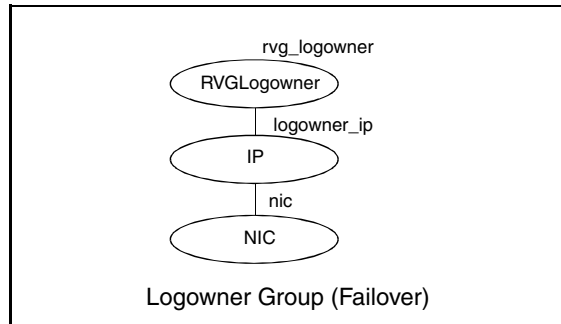 rvg_logowner
RVGLogowner
logowner_ip
IP
nic
NIC
Logowner Group (Failover)